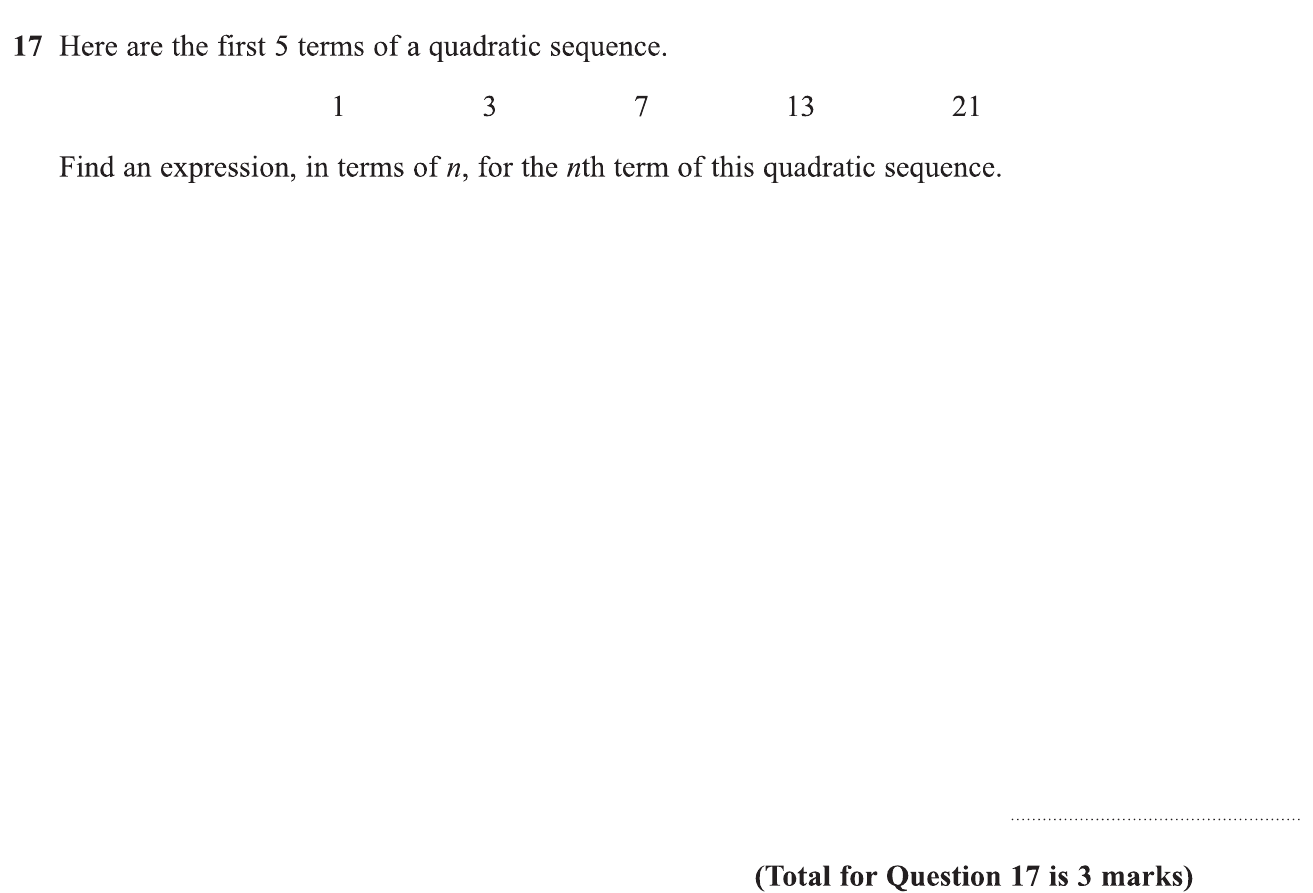 17 Here are the first 5 terms of a quadratic sequence.
1 3 7 13 21
Find an expression, in terms of n, for the nth term of this quadratic sequence.
(Total for Question 17 is 3 marks)